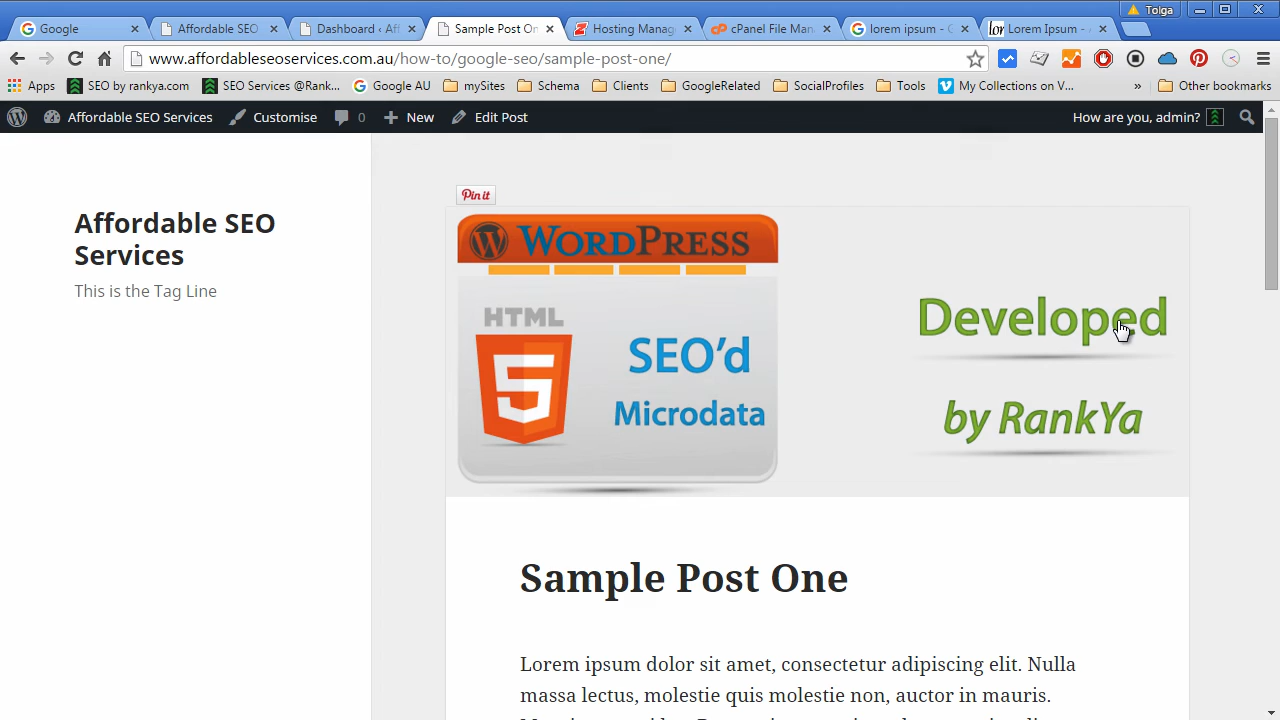 Tolga
Google
Affordable SEO
Dashboard ‹ Aff
Sample Post On
Hosting Manag
cPanel File Man
lorem ipsum - G
Lorem Ipsum - A
www.affordableseoservices.com.au/how-to/google-seo/sample-post-one/
Apps
SEO by rankya.com
SEOServices @Rank...
Google AU
mySites
Schema
Clients
GoogleRelated
SocialProfiles
Tools
My Collections on V...
»
Other bookmarks
Affordable SEO Services
Customise
0
New
Edit Post
How are you, admin?
Affordable SEO
Services
This is the Tag Line
Pin it
WORDPRESS
HTML
5
SEO'd
Microdata
Developed
by RankYa
Sample Post One
Lorem ipsum dolor sit amet, consectetur adipiscing elit. Nulla
massa lectus, molestie quis molestie non, auctor in mauris.